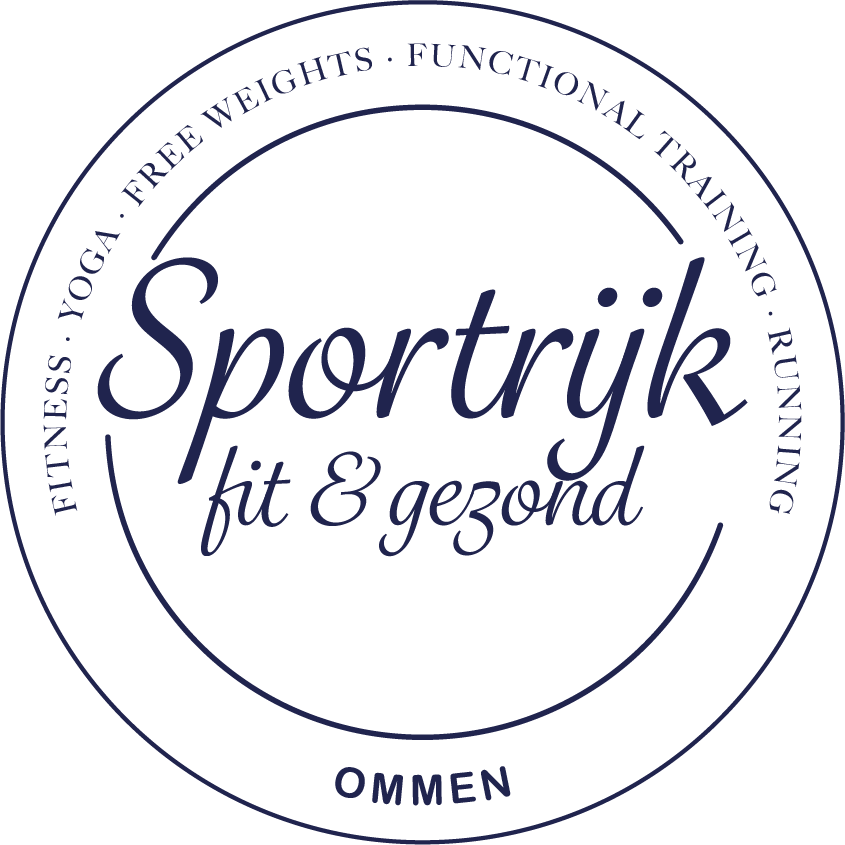 FITNESS · YOGA · FREE WEIGHTS · FUNCTIONAL TRAINING · RUNNING
Sportrijk
fit & gezond
OMMEN